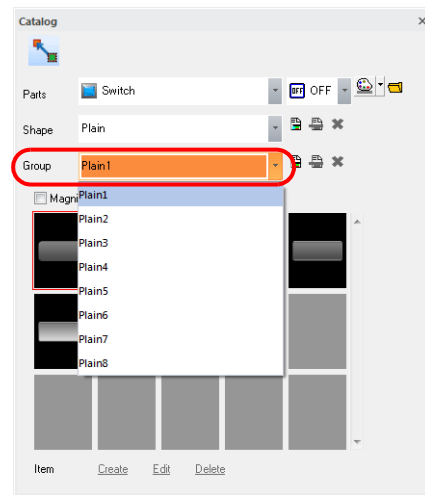 Catalog
Parts Switch OFF OFF
Shape Plain
Group Plain1
Magni
Plain1
Plain2
Plain3
Plain4
Plain5
Plain6
Plain7
Plain8
Item Create Edit Delete